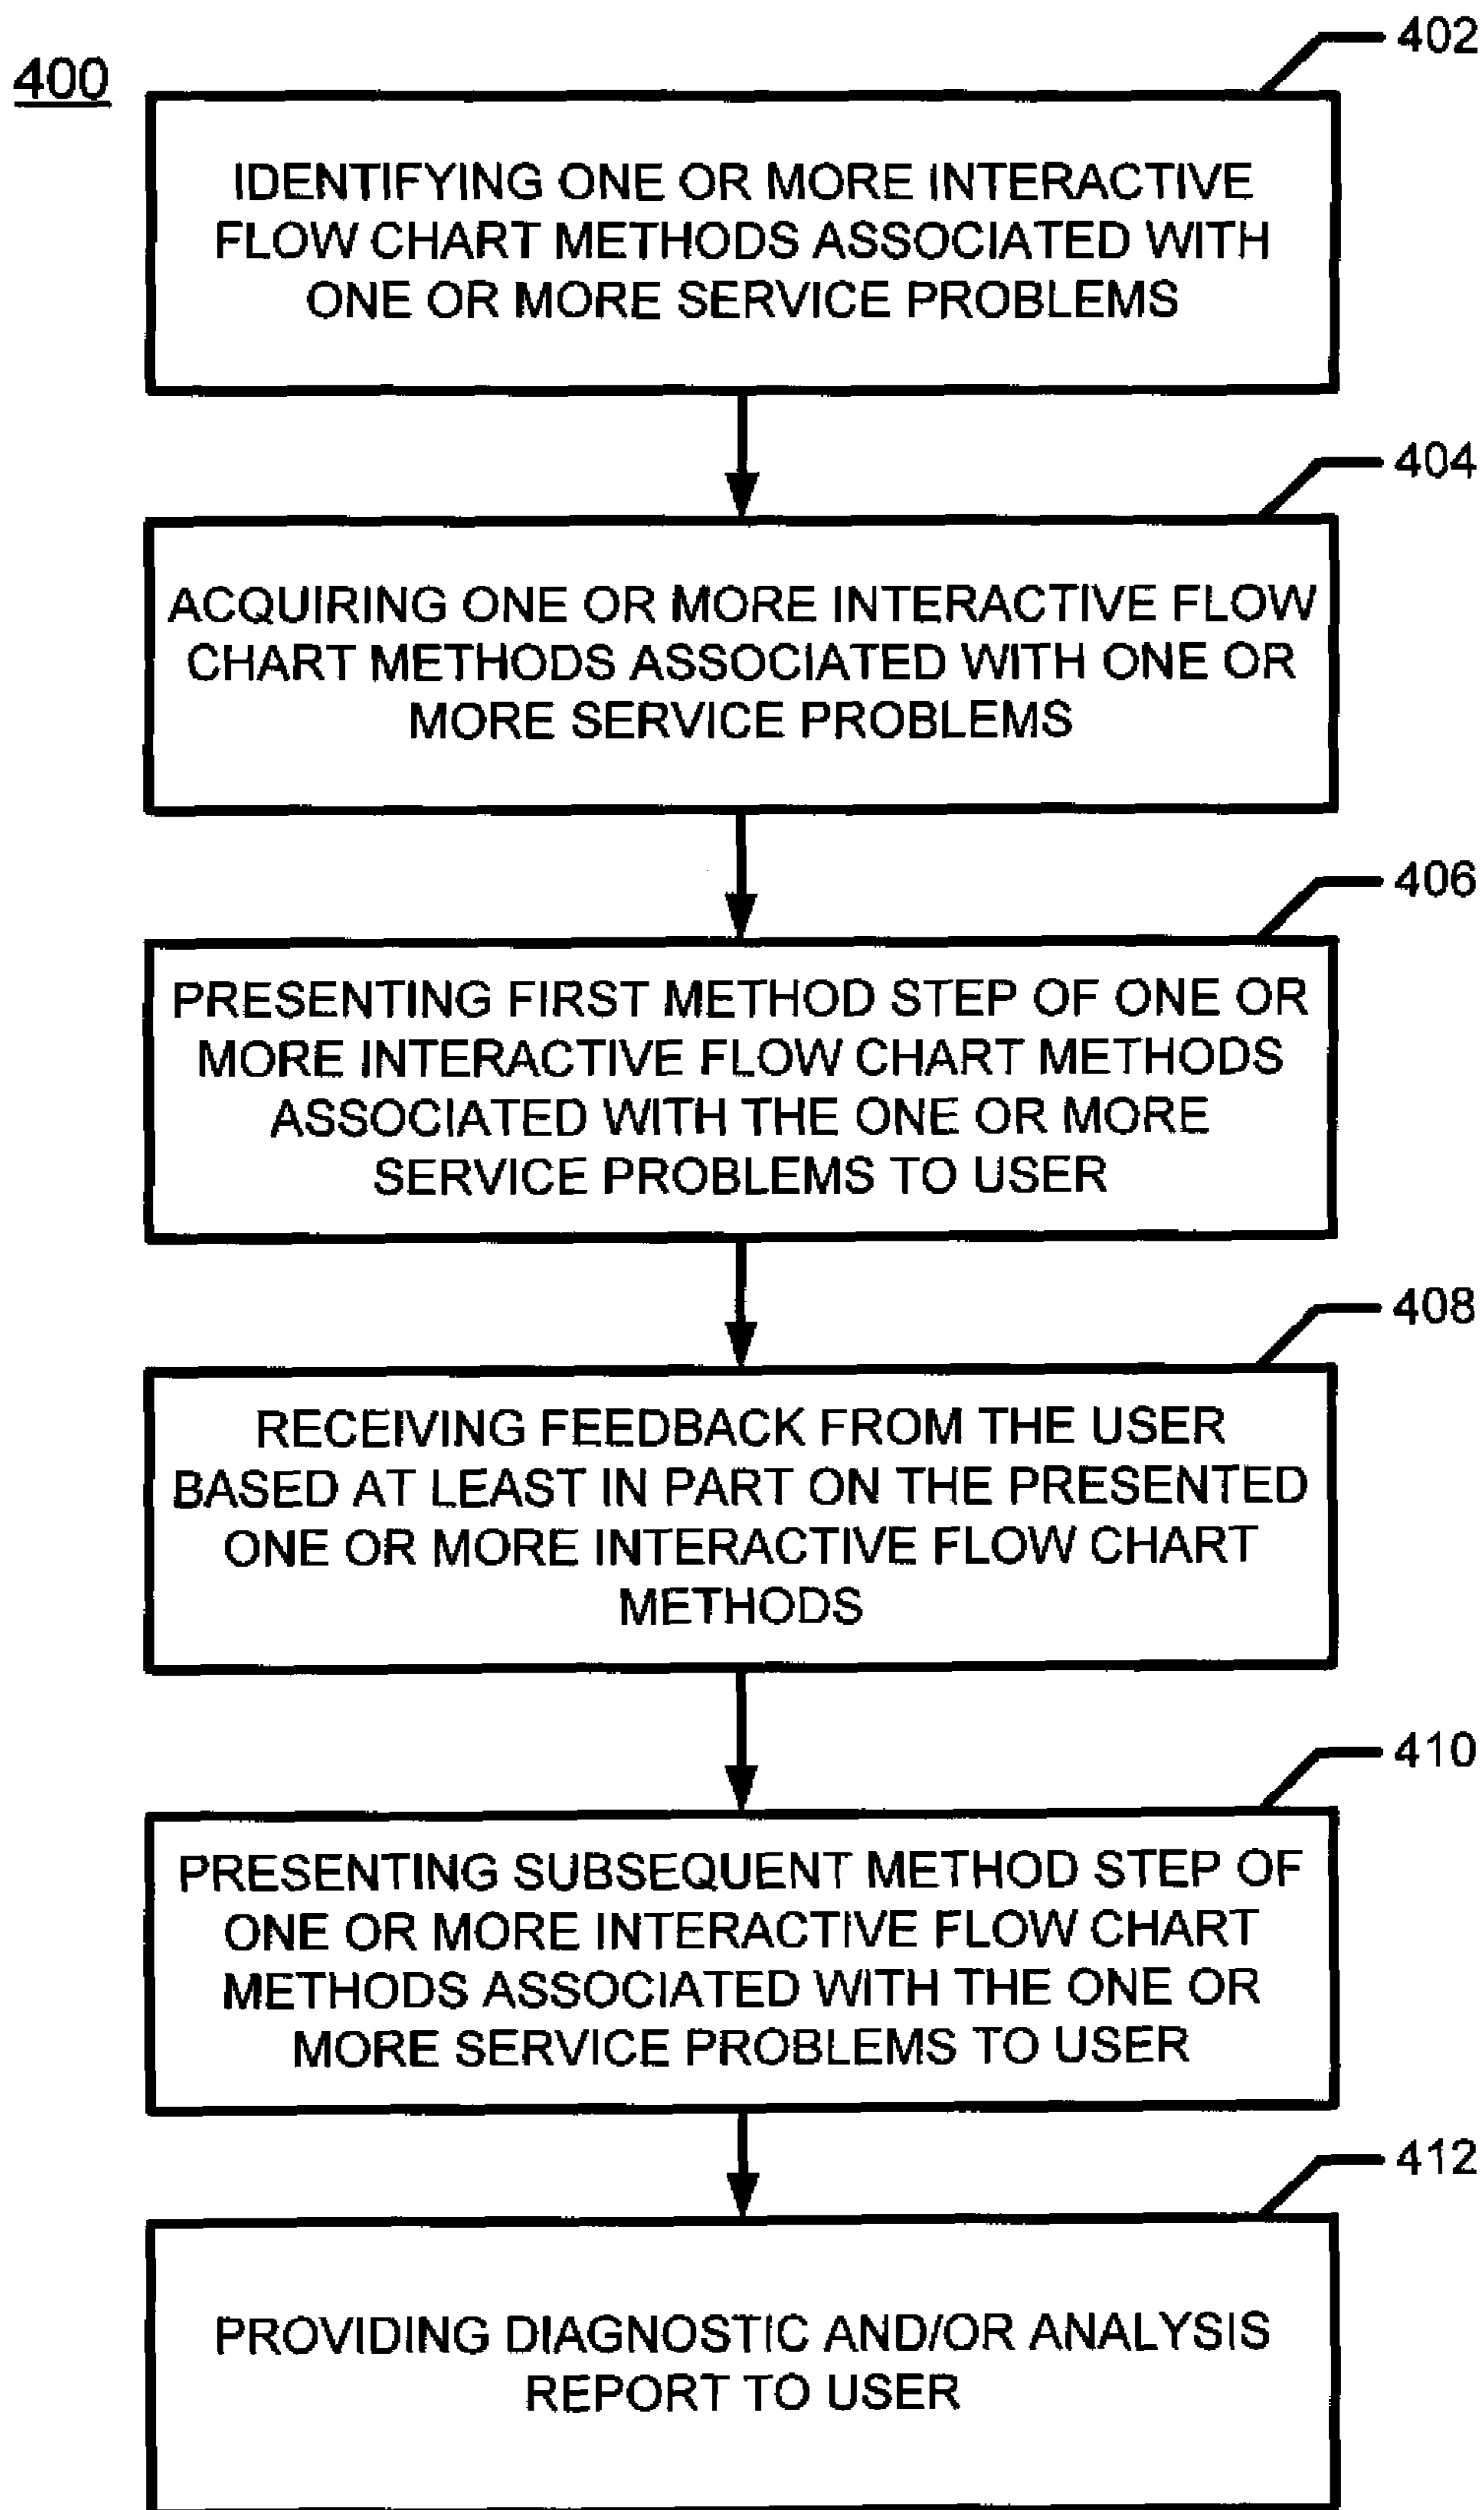 402
400
IDENTIFYING ONE OR MORE INTERACTIVE
FLOW CHART METHODS ASSOCIATED WITH
ONE OR MORE SERVICE PROBLEMS
404
ACQUIRING ONE OR MORE INTERACTIVE FLOW
CHART METHODS ASSOCIATED WITH ONE OR
MORE SERVICE PROBLEMS
406
PRESENTING FIRST METHOD STEP OF ONE OR
MORE INTERACTIVE FLOW CHART METHODS
ASSOCIATED WITH THE ONE OR MORE
SERVICE PROBLEMS TO USER
408
RECEIVING FEEDBACK FROM THE USER
BASED AT LEAST IN PART ON THE PRESENTED
ONE OR MORE INTERACTIVE FLOW CHART
METHODS
410
PRESENTING SUBSEQUENT METHOD STEP OF
ONE OR MORE INTERACTIVE FLOW CHART
METHODS ASSOCIATED WITH THE ONE OR
MORE SERVICE PROBLEMS TO USER
412
PROVIDING DIAGNOSTIC AND/OR ANALYSIS
REPORT TO USER